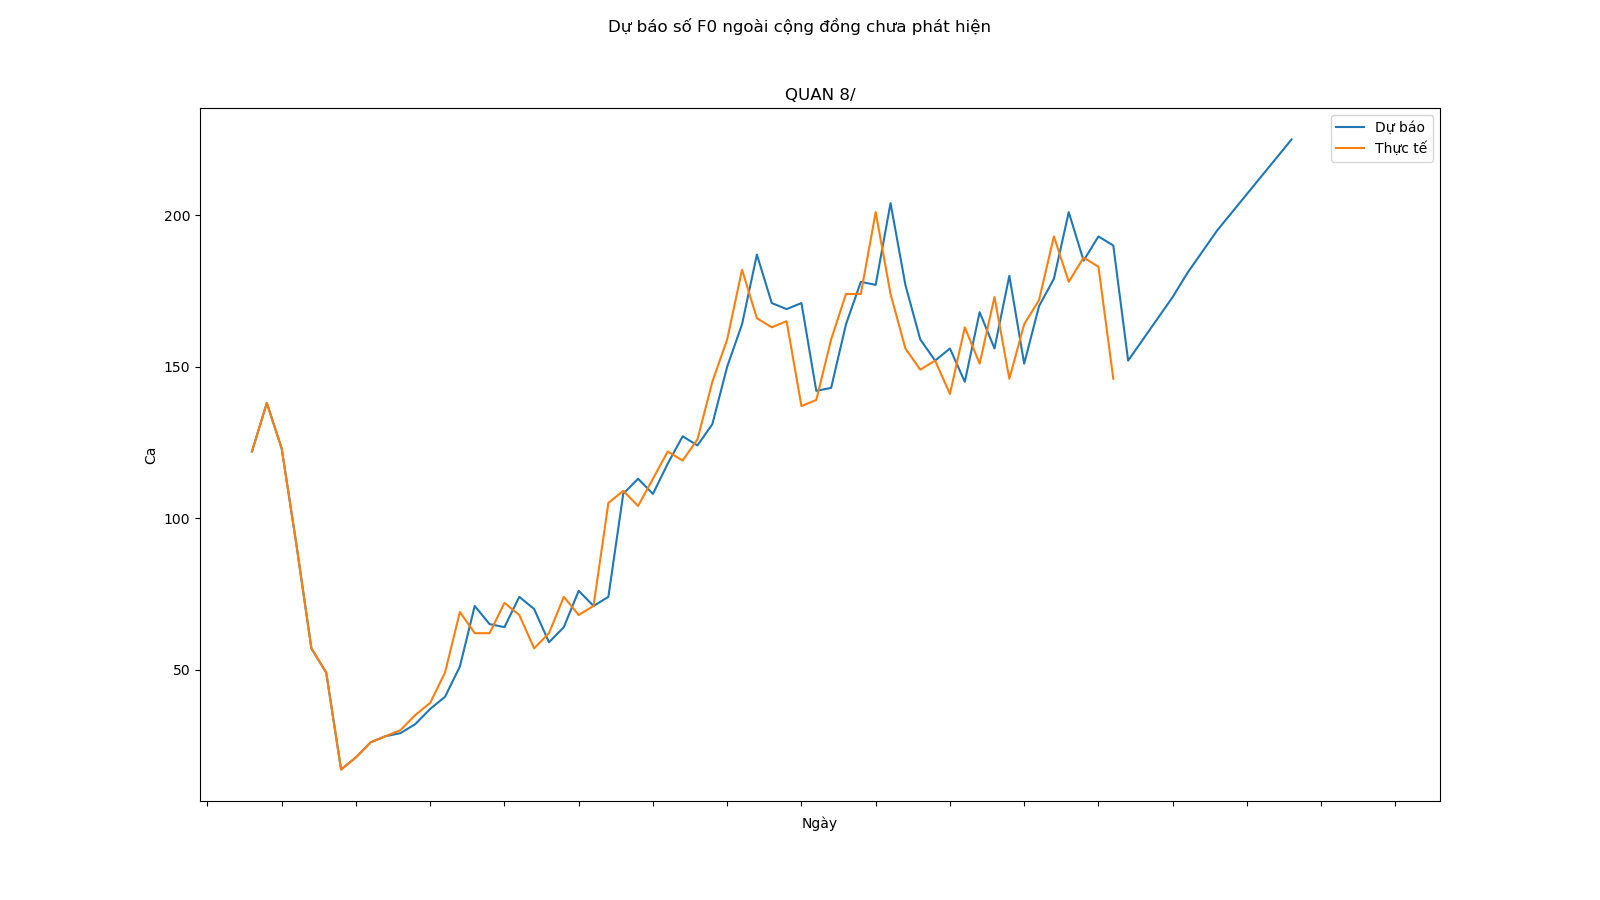 Dự báo số F0 ngoài cộng đồng chưa phát hiện
QUAN 8/
Dự báo
Thực tế
200
150
100
50
Ca
Ngày